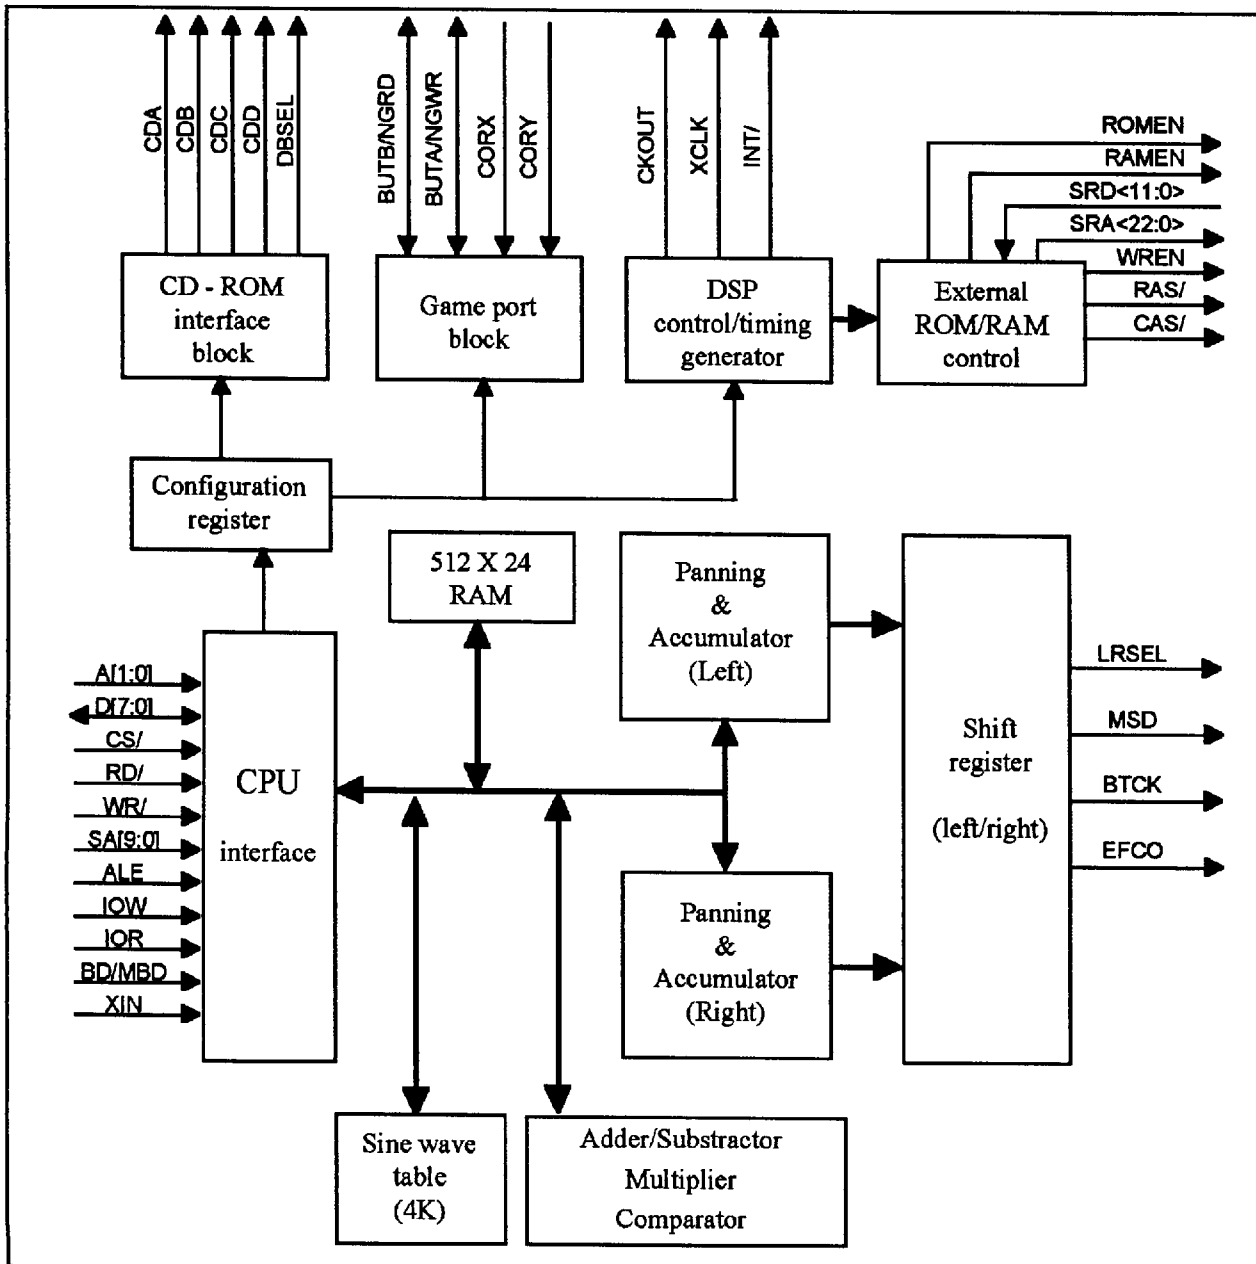 CDA
CDB
CDC
CDD
DBSEL
BUTB/NGRD
BUTA/NGWR
CORX
CORY
CKOUT
XCLK
INT/
ROMEN
RAMEN
SRD<11:0>
SRA<22:0>
WREN
RAS/
CAS/
CD - ROM
interface
block
Game port
block
DSP
control/timing
generator
External
ROM/RAM
control
Configuration
register
512 X 24
RAM
Panning
&
Accumulator
(Left)
Shift
register
(left/right)
LRSEL
MSD
BTCK
EFCO
A[1:0]
D[7:0]
CS/
RD/
WR/
SA[9:0]
ALE
IOW
IOR
BD/MBD
XIN
CPU
interface
Panning
&
Accumulator
(Right)
Sine wave
table
(4K)
Adder/Substractor
Multiplier
Comparator